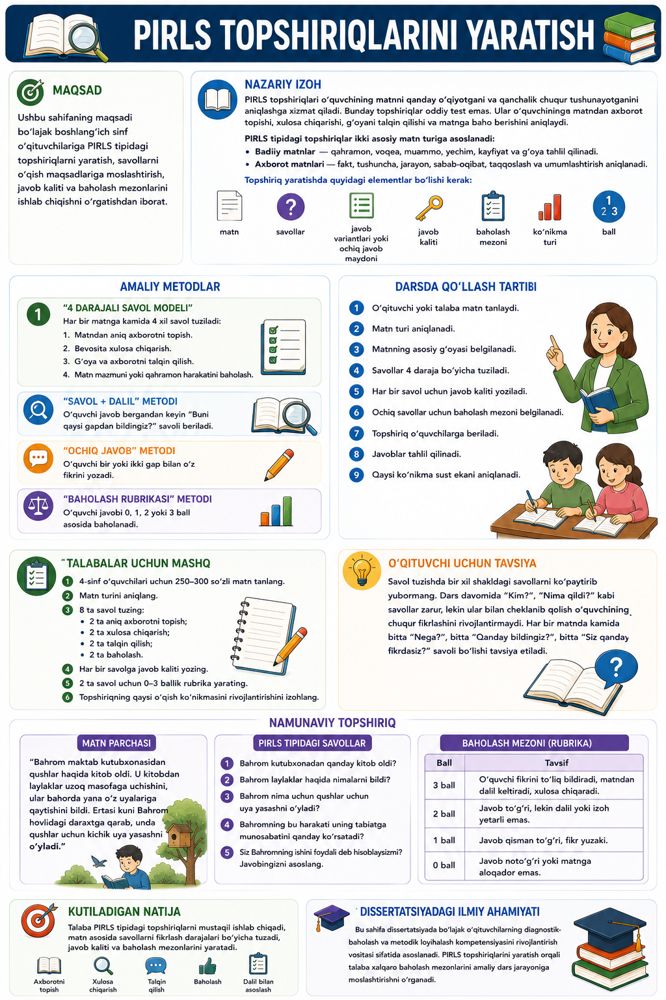 PIRLS TOPSHIRIQLARINI YARATISH
MAQSAD
Ushbu sahifaning maqsadi
bo‘lajak boshlang‘ich sinf
o‘qituvchilariga PIRLS tipidagi
topshiriqlarni yaratish, savollarni
o‘qish maqsadlariga moslashtirish,
javob kaliti va baholash mezonlarini
ishlab chiqishni o‘rgatishdan iborat.
NAZARIY IZOH
PIRLS topshiriqlari o‘quvchining matnni qanday o‘qiyotgani va qanchalik chuqur tushunayotganini
aniqlashga xizmat qiladi. Bunday topshiriqlar oddiy test emas. Ular o‘quvchining matndan axborot
topishi, xulosa chiqarishi, g‘oyani talqin qilishi va matnga baho berishini aniqlaydi.
PIRLS tipidagi topshiriqlar ikki asosiy matn turiga asoslanadi:
• Badiiy matnlar — qahramon, voqea, muammo, yechim, kayfiyat va g‘oya tahlil qilinadi.
• Axborot matnlari — fakt, tushuncha, jarayon, sabab-oqibat, taqqoslash va umumlashtirish aniqlanadi.
Topshiriq yaratishda quyidagi elementlar bo‘lishi kerak:
?
1
2 3
matn
savollar
javob
variantlari yoki
ochiq javob
maydoni
javob
kaliti
baholash
mezoni
ko‘nikma
turi
ball
AMALIY METODLAR
1
“4 DARAJALI SAVOL MODELI”
Har bir matnga kamida 4 xil savol tuziladi:
1. Matndan aniq axborotni topish.
2. Bevosita xulosa chiqarish.
3. G‘oya va axborotni talqin qilish.
4. Matn mazmuni yoki qahramon harakatini baholash.
“SAVOL + DALIL” METODI
O‘quvchi javob bergandan keyin “Buni
qaysi gapdan bildingiz?” savoli beriladi.
“OCHIQ JAVOB” METODI
O‘quvchi bir yoki ikki gap bilan o‘z
fikrini yozadi.
“BAHOLASH RUBRIKASI” METODI
O‘quvchi javobi 0, 1, 2 yoki 3 ball
asosida baholanadi.
DARSDA QO‘LLASH TARTIBI
1 O‘qituvchi yoki talaba matn tanlaydi.
2 Matn turi aniqlanadi.
3 Matnning asosiy g‘oyasi belgilanadi.
4 Savollar 4 daraja bo‘yicha tuziladi.
5 Har bir savol uchun javob kaliti yoziladi.
6 Ochiq savollar uchun baholash mezoni belgilanadi.
7 Topshiriq o‘quvchilarga beriladi.
8 Javoblar tahlil qilinadi.
9 Qaysi ko‘nikma sust ekani aniqlanadi.
TALABALAR UCHUN MASHQ
1 4-sinf o‘quvchilari uchun 250–300 so‘zli matn tanlang.
2 Matn turini aniqlang.
3 8 ta savol tuzing:
• 2 ta aniq axborotni topish;
• 2 ta xulosa chiqarish;
• 2 ta talqin qilish;
• 2 ta baholash.
4 Har bir savolga javob kaliti yozing.
5 2 ta savol uchun 0–3 ballik rubrika yarating.
6 Topshiriqning qaysi o‘qish ko‘nikmasini rivojlantirishini izohlang.
O‘QITUVCHI UCHUN TAVSIYA
Savol tuzishda bir xil shakldagi savollarni ko‘paytirib
yubormang. Dars davomida “Kim?”, “Nima qildi?” kabi
savollar zarur, lekin ular bilan cheklanib qolish o‘quvchining
chuqur fikrlashini rivojlantirmaydi. Har bir matnda kamida
bitta “Nega?”, bitta “Qanday bildingiz?”, bitta “Siz qanday
fikrdasiz?” savoli bo‘lishi tavsiya etiladi.
?
NAMUNAVIY TOPSHIRIQ
MATN PARCHASI
“Bahrom maktab kutubxonasidan
qushlar haqida kitob oldi. U kitobdan
laylaklar uzoq masofaga uchishini,
ular bahorda yana o‘z uyalariga
qaytishini bildi. Ertasi kuni Bahrom
hovlidagi daraxtga qarab, unda
qushlar uchun kichik uya yasashni
o‘yladi.”
PIRLS TIPIDAGI SAVOLLAR
1 Bahrom kutubxonadan qanday kitob oldi?
2 Bahrom laylaklar haqida nimalarni bildi?
3 Bahrom nima uchun qushlar uchun
uya yasashni o‘yladi?
4 Bahromning bu harakati uning tabiatga
munosabatini qanday ko‘rsatadi?
5 Siz Bahromning ishini foydali deb hisoblaysizmi?
Javobingizni asoslang.
BAHOLASH MEZONI (RUBRIKA)
Ball Tavsif
3 ball O‘quvchi fikrini to‘liq bildiradi, matndan
dalil keltiradi, xulosa chiqaradi.
2 ball Javob to‘g‘ri, lekin dalil yoki izoh
yetarli emas.
1 ball Javob qisman to‘g‘ri, fikr yuzaki.
0 ball Javob noto‘g‘ri yoki matnga
aloqador emas.
KUTILADIGAN NATIJA
Talaba PIRLS tipidagi topshiriqlarni mustaqil ishlab chiqadi,
matn asosida savollarni fikrlash darajalari bo‘yicha tuzadi,
javob kaliti va baholash mezonlarini yaratadi.
Axborotni
topish
Xulosa
chiqarish
Talqin
qilish
Baholash
Dalil bilan
asoslash
DISSERTATSIYADAGI ILMIY AHAMIYATI
Bu sahifa dissertatsiyada bo‘lajak o‘qituvchilarning diagnostik-
baholash va metodik loyihalash kompetensiyasini rivojlantirish
vositasi sifatida asoslanadi. PIRLS topshiriqlarini yaratish orqali
talaba xalqaro baholash mezonlarini amaliy dars jarayoniga
moslashtirishni o‘rganadi.